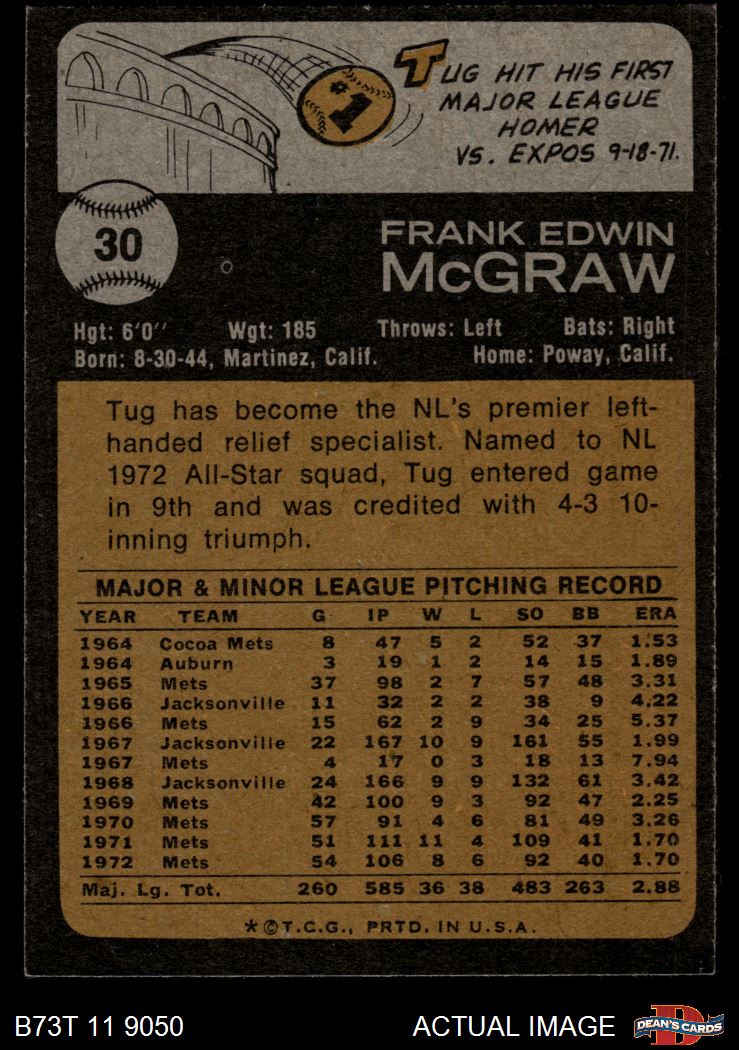 #1
TUG HIT HIS FIRST
MAJOR LEAGUE
HOMER
VS. EXPOS 9-18-71.
30
FRANK EDWIN
McGRAW
Hgt: 6'0" Wgt: 185 Throws: Left Bats: Right
Born: 8-30-44, Martinez, Calif. Home: Poway, Calif.
Tug has become the NL's premier left-
handed relief specialist. Named to NL
1972 All-Star squad, Tug entered game
in 9th and was credited with 4-3 10-
inning triumph.
MAJOR & MINOR LEAGUE PITCHING RECORD
YEAR TEAM G IP W L SO BB ERA
1964 Cocoa Mets 8 47 5 2 52 37 1.53
1964 Auburn 3 19 1 2 14 15 1.89
1965 Mets 37 98 2 7 57 48 3.31
1966 Jacksonville 11 32 2 2 38 9 4.22
1966 Mets 15 62 2 9 34 25 5.37
1967 Jacksonville 22 167 10 9 161 55 1.99
1967 Mets 4 17 0 3 18 13 7.94
1968 Jacksonville 24 166 9 9 132 61 3.42
1969 Mets 42 100 9 3 92 47 2.25
1970 Mets 57 91 4 6 81 49 3.26
1971 Mets 51 111 11 4 109 41 1.70
1972 Mets 54 106 8 6 92 40 1.70
Maj. Lg. Tot. 260 585 36 38 483 263 2.88
*©T.C.G., PRTD. IN U.S.A.
B73T 11 9050 ACTUAL IMAGE DEAN'S CARDS